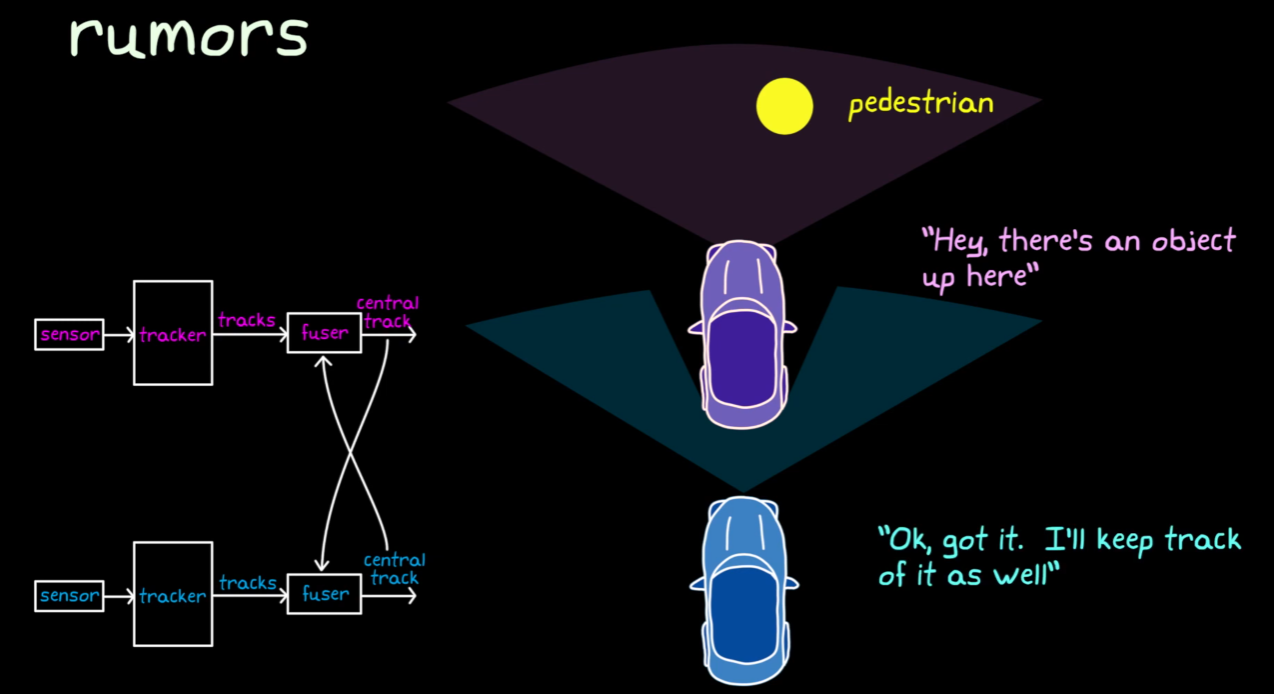 rumors
pedestrian
"Hey, there's an object
up here"
sensor
tracker
tracks
fuser
central
track
"Ok, got it. I'll keep track
of it as well"
sensor
tracker
tracks
fuser
central
track